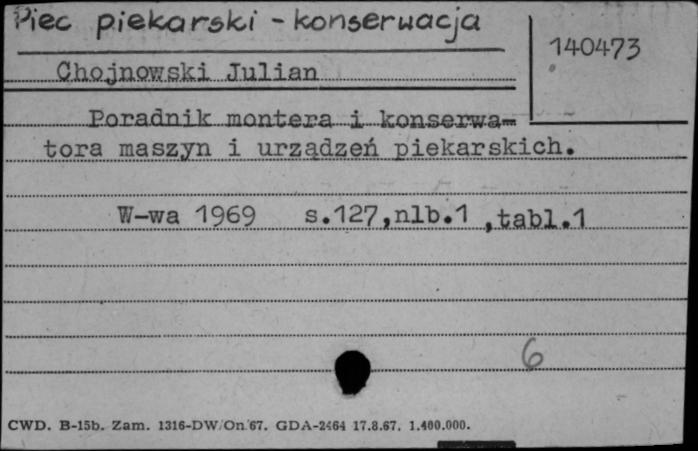 Piec piekarski - konserwacja
140473
Chojnowski Julian
Poradnik montera i konserwa-
tora maszyn i urządzeń piekarskich.
W-wa 1969 s.127,nlb.1 ,tabl.1
6
CWD. B-15b. Zam. 1316-DW/On.67. GDA-2464 17.8.67. 1.400.000.